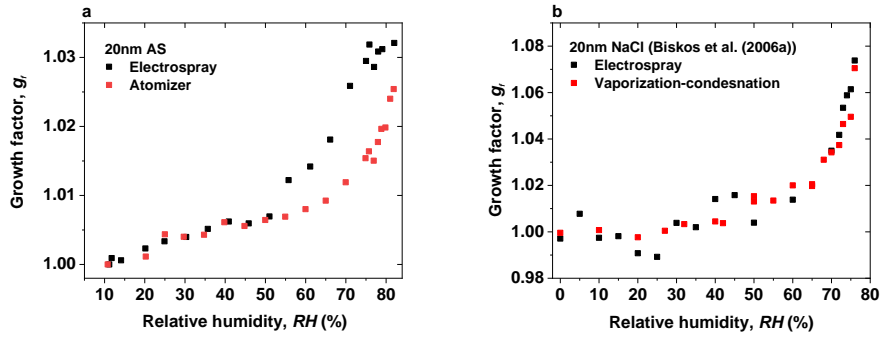 a
20nm AS
Electrospray
Atomizer
1.03
1.02
1.01
1.00
Growth factor, gr
10 20 30 40 50 60 70 80
Relative humidity, RH (%)
b
20nm NaCl (Biskos et al. (2006a))
Electrospray
Vaporization-condesnation
1.08
1.06
1.04
1.02
1.00
0.98
Growth factor, gr
0 10 20 30 40 50 60 70 80
Relative humidity, RH (%)